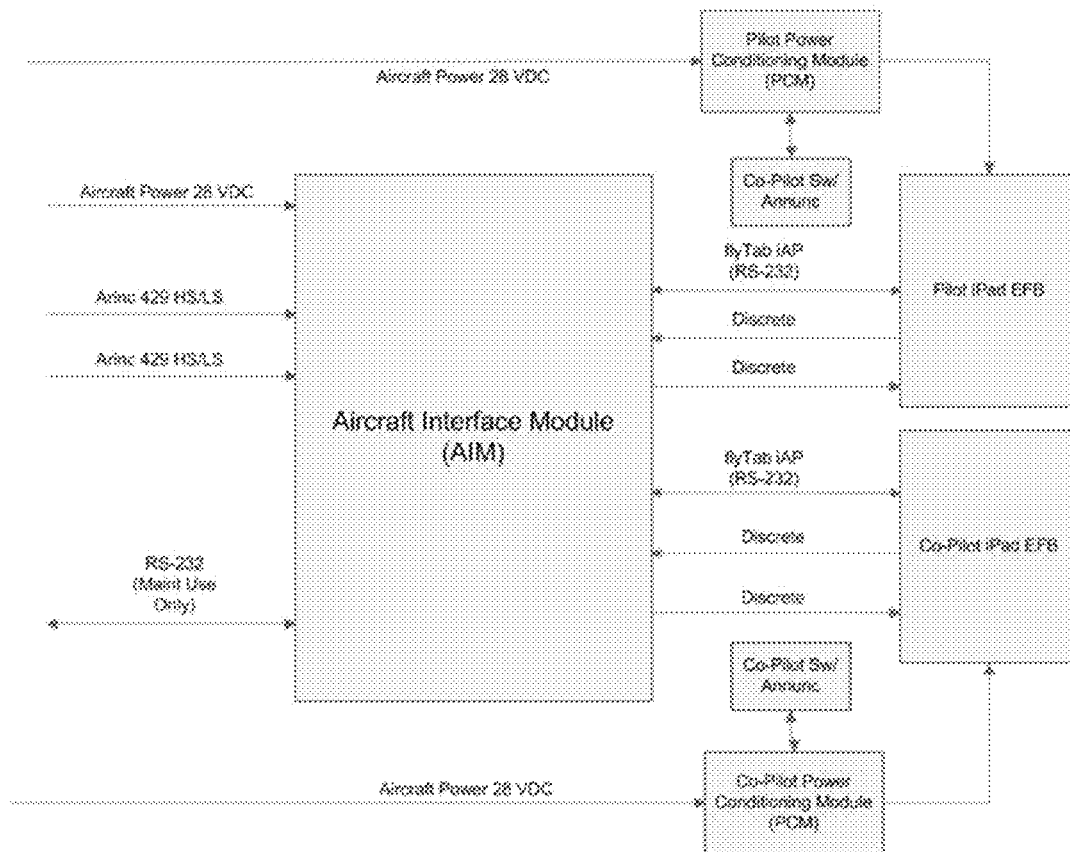 Pilot Power
Conditioning Module
(PCM)
Aircraft Power 28 VDC
Co-Pilot Sw/
Annunc
Aircraft Power 28 VDC
flyTab iAP
(RS-232)
Pilot iPad EFB
Arinc 429 HS/LS
Discrete
Arinc 429 HS/LS
Discrete
Aircraft Interface Module
(AIM)
flyTab iAP
(RS-232)
Discrete
Co-Pilot iPad EFB
RS-232
(Maint Use
Only)
Discrete
Co-Pilot Sw/
Annunc
Aircraft Power 28 VDC
Co-Pilot Power
Conditioning Module
(PCM)